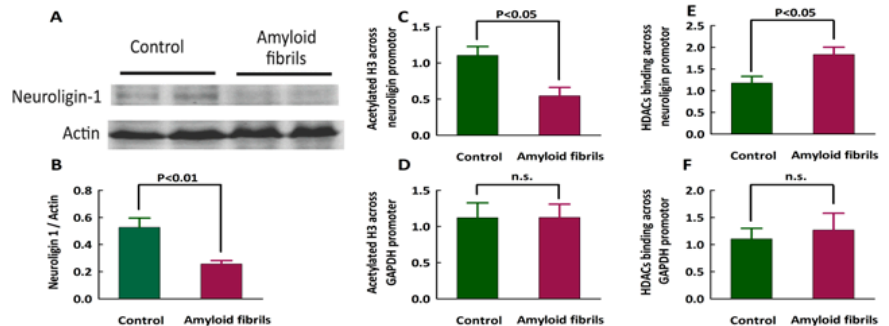 A
Control
Amyloid
fibrils
Neuroligin-1
Actin
B
P<0.01
Neuroligin 1 / Actin
0.8
0.6
0.4
0.2
0.0
Control
Amyloid fibrils
C
P<0.05
Acetylated H3 across
neuroligin promotor
1.5
1.0
0.5
0.0
Control
Amyloid fibrils
D
n.s.
Acetylated H3 across
GAPDH promoter
1.5
1.0
0.5
0.0
Control
Amyloid fibrils
E
P<0.05
HDACs binding across
neuroligin promotor
2.0
1.5
1.0
0.5
0.0
Control
Amyloid fibrils
F
n.s.
HDACs binding across
GAPDH promotor
2.0
1.5
1.0
0.5
0.0
Control
Amyloid fibrils